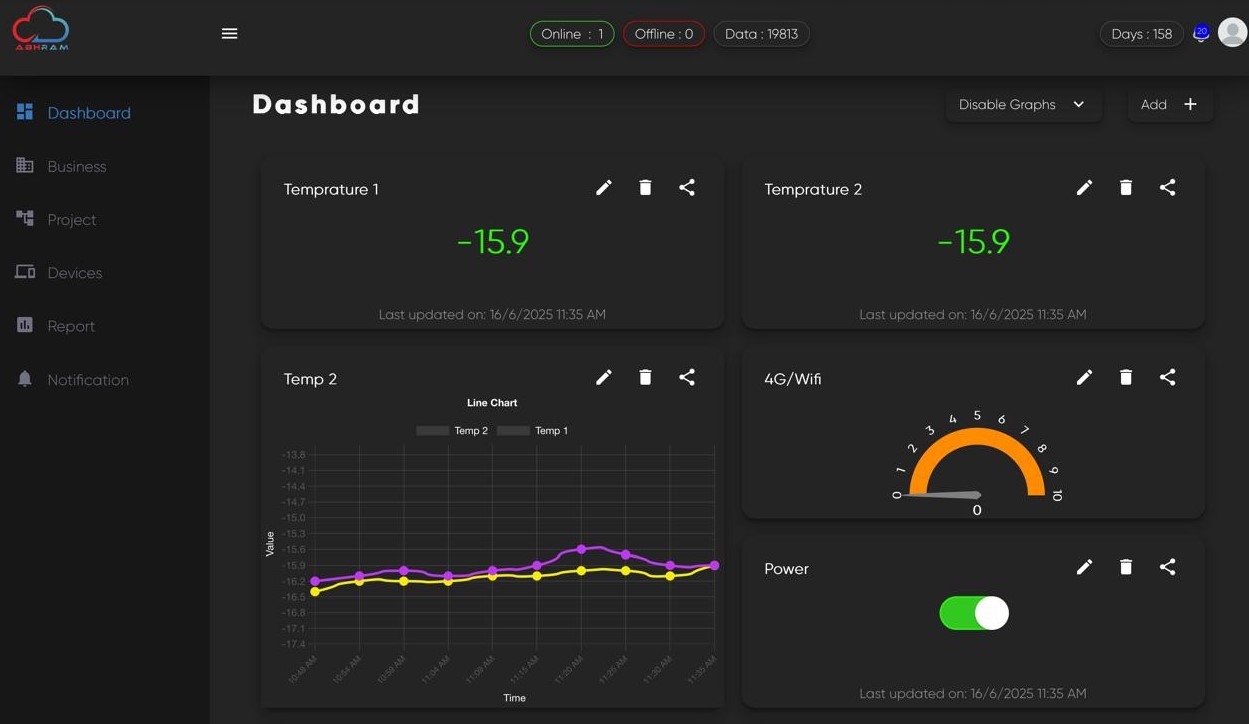 ABHRAM
Online : 1
Offline : 0
Data : 19813
Days : 158
20
Dashboard
Business
Project
Devices
Report
Notification
Dashboard
Disable Graphs
Add +
Temprature 1
-15.9
Last updated on: 16/6/2025 11:35 AM
Temprature 2
-15.9
Last updated on: 16/6/2025 11:35 AM
Temp 2
Line Chart
Temp 2 Temp 1
-13.8
-14.1
-14.4
-14.7
-15.0
-15.3
-15.6
-15.9
-16.2
-16.5
-16.8
-17.1
-17.4
Value
10:49 AM 10:54 AM 10:59 AM 11:04 AM 11:09 AM 11:15 AM 11:20 AM 11:25 AM 11:30 AM 11:35 AM
Time
4G/Wifi
0 1 2 3 4 5 6 7 8 9 10
0
Power
Last updated on: 16/6/2025 11:35 AM